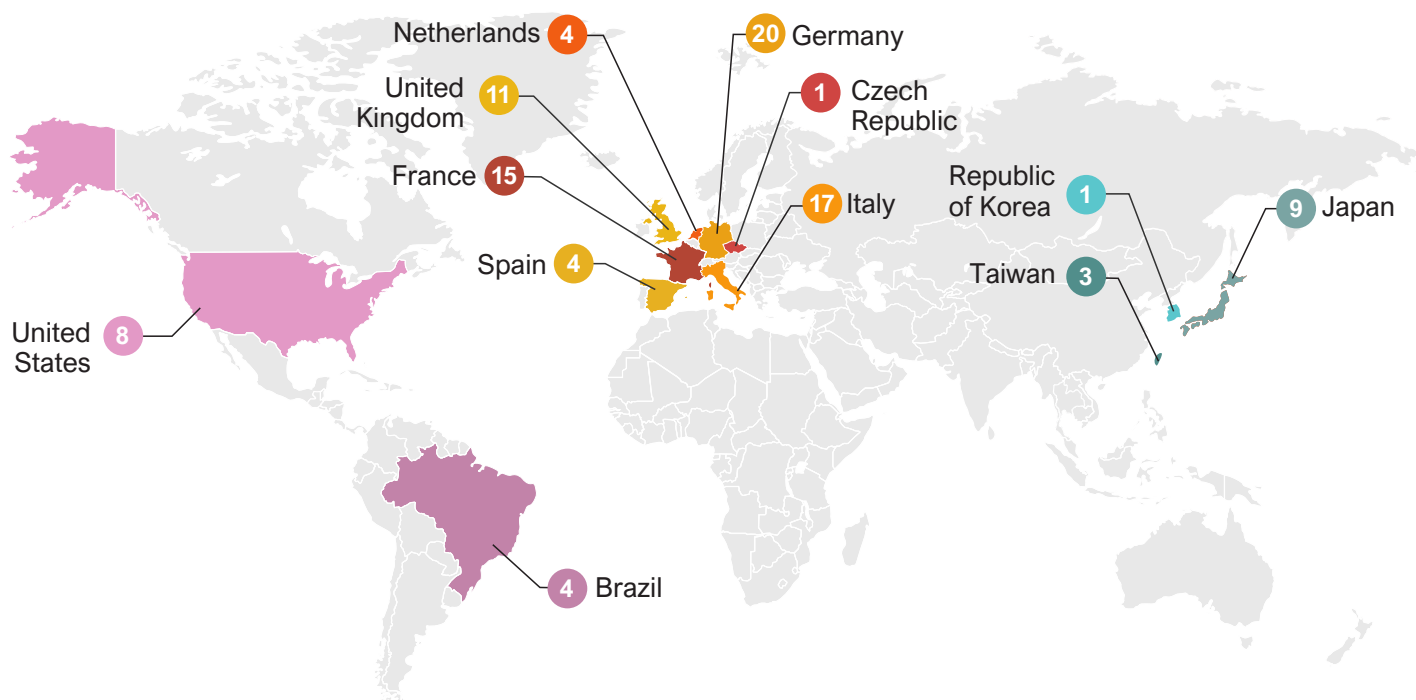 Netherlands 4
20 Germany
United
Kingdom
11
1
Czech
Republic
France 15
17 Italy
Republic
of Korea
1
9 Japan
Spain 4
Taiwan 3
United
States
8
4 Brazil